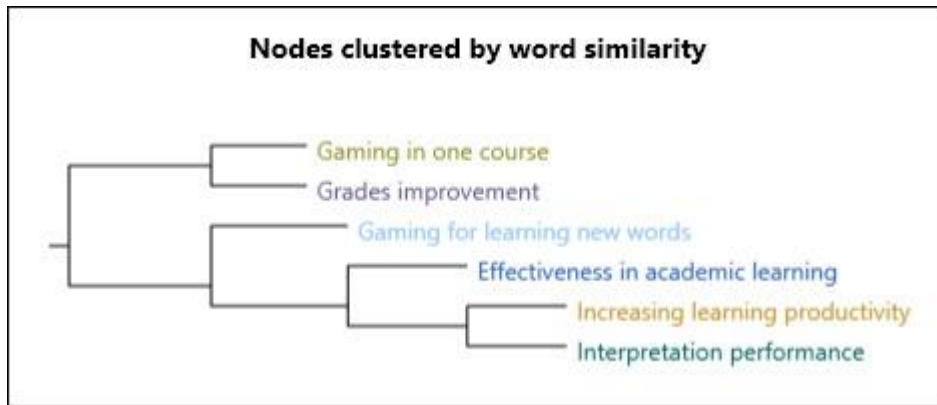 Nodes clustered by word similarity
Gaming in one course
Grades improvement
Gaming for learning new words
Effectiveness in academic learning
Increasing learning productivity
Interpretation performance